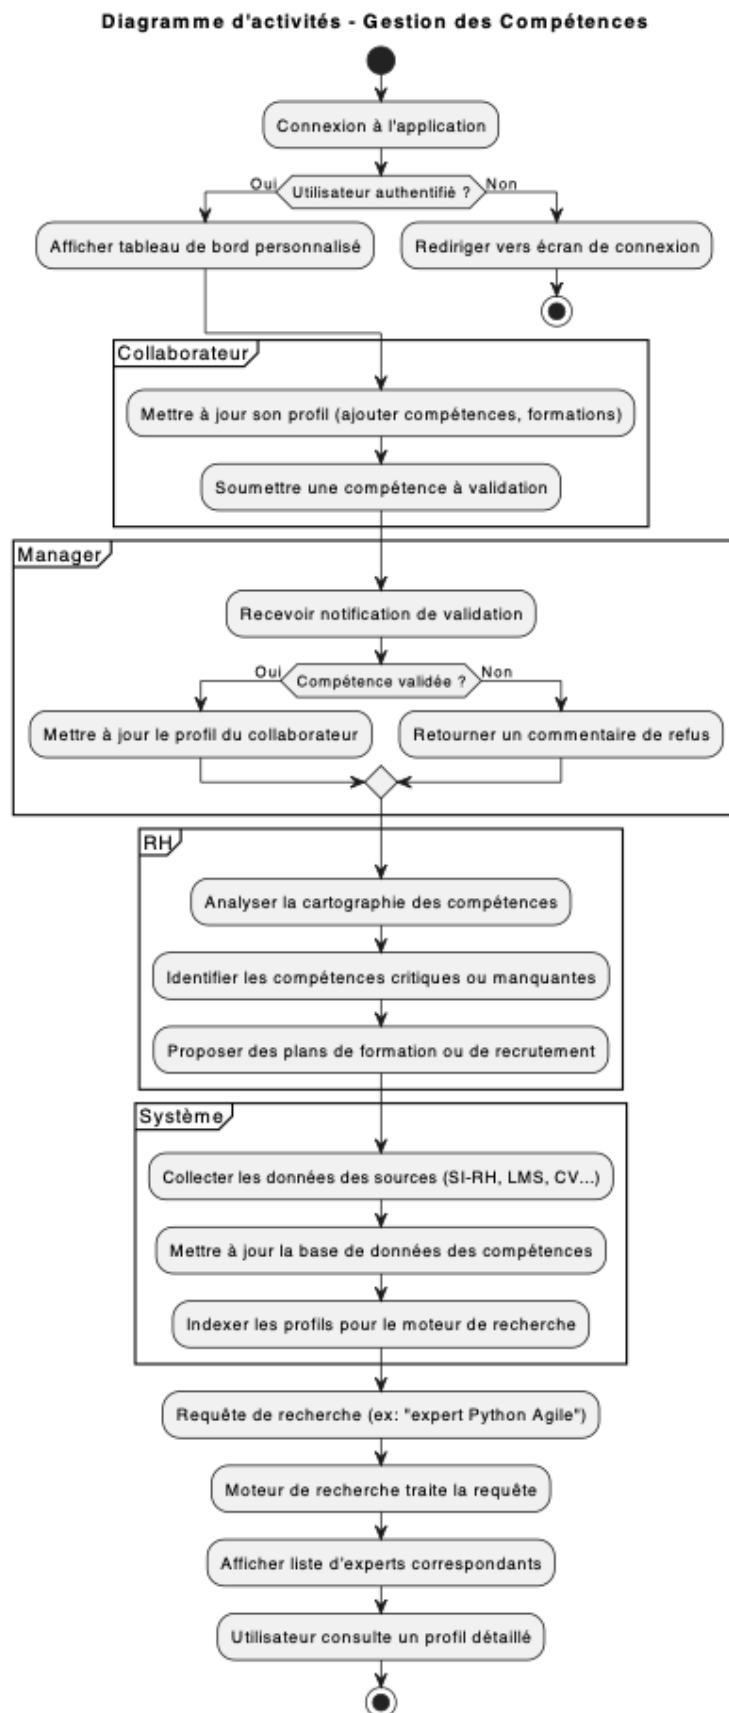 Diagramme d'activités - Gestion des Compétences
Connexion à l'application
Oui
Utilisateur authentifié ?
Non
Afficher tableau de bord personnalisé
Rediriger vers écran de connexion
Collaborateur
Mettre à jour son profil (ajouter compétences, formations)
Soumettre une compétence à validation
Manager
Recevoir notification de validation
Oui
Compétence validée ?
Non
Mettre à jour le profil du collaborateur
Retourner un commentaire de refus
RH
Analyser la cartographie des compétences
Identifier les compétences critiques ou manquantes
Proposer des plans de formation ou de recrutement
Système
Collecter les données des sources (SI-RH, LMS, CV...)
Mettre à jour la base de données des compétences
Indexer les profils pour le moteur de recherche
Requête de recherche (ex: "expert Python Agile")
Moteur de recherche traite la requête
Afficher liste d'experts correspondants
Utilisateur consulte un profil détaillé